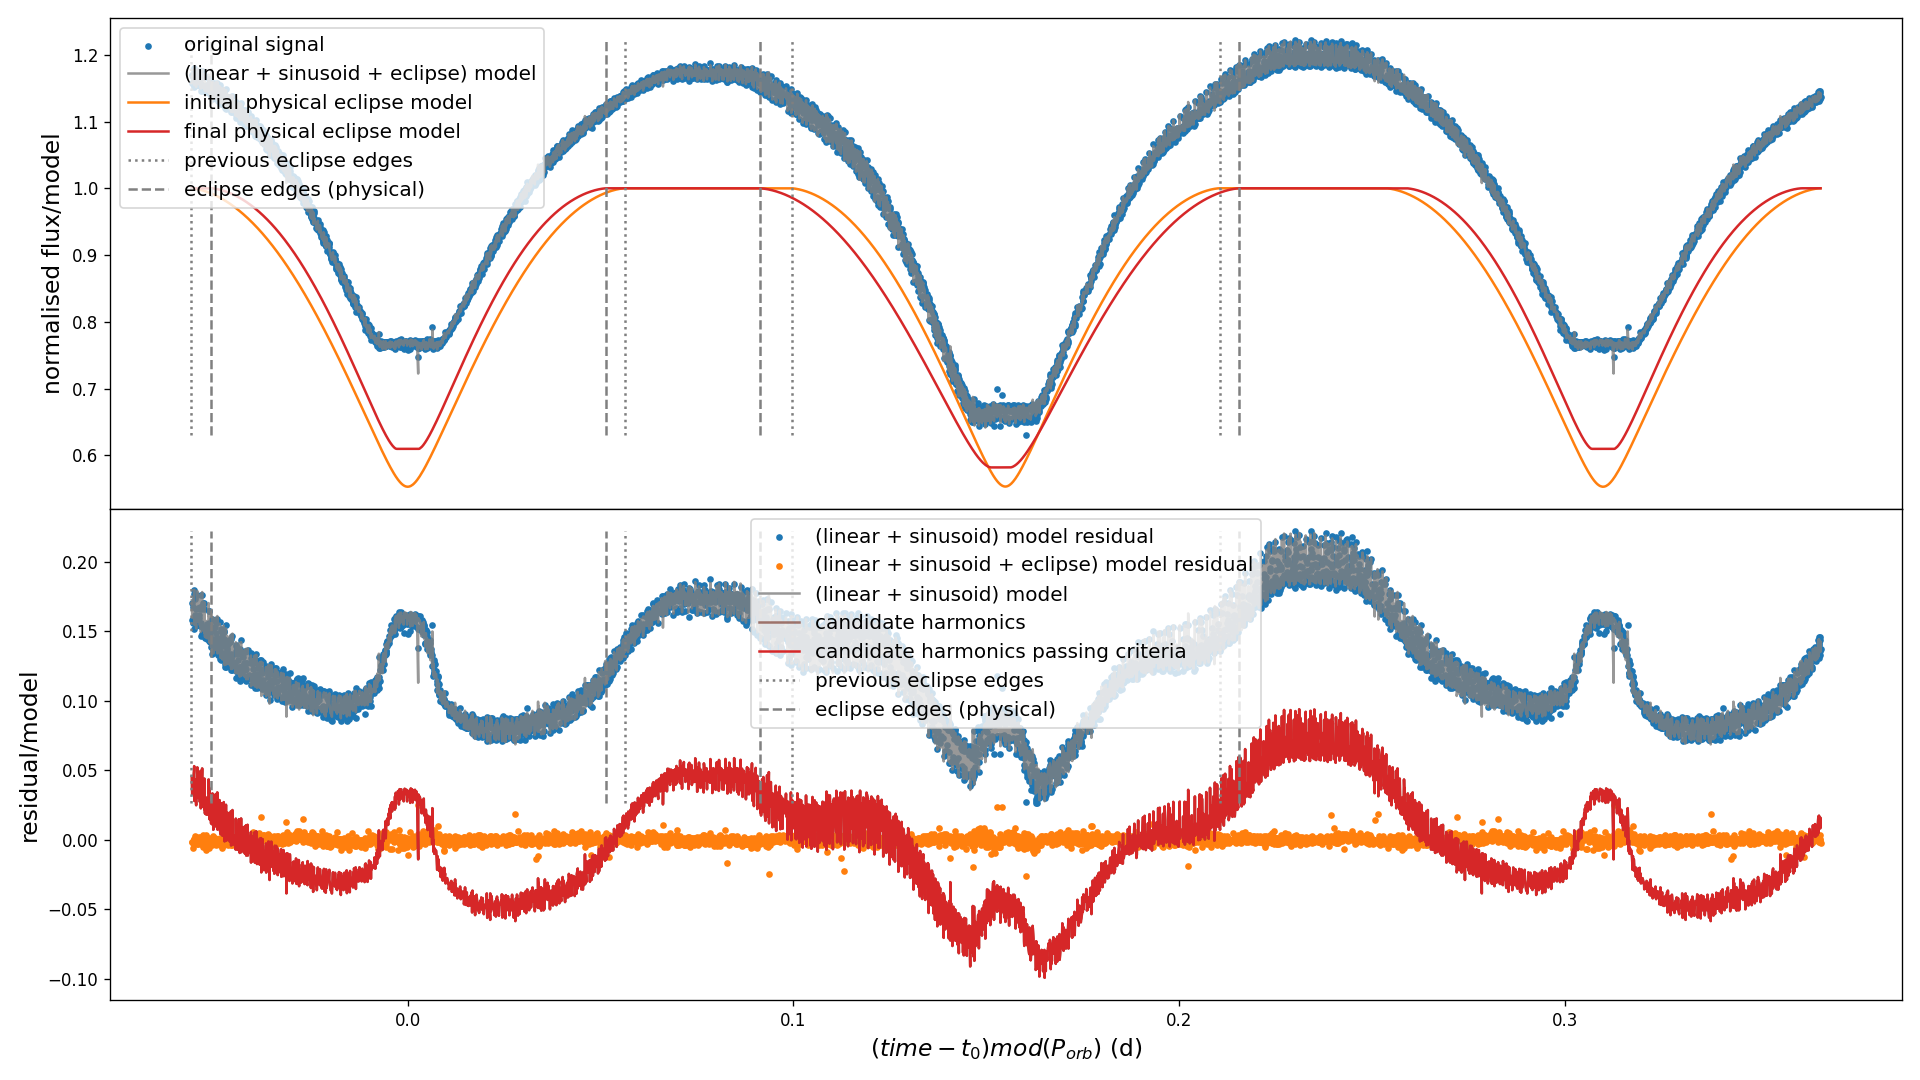 normalised flux/model
1.2
1.1
1.0
0.9
0.8
0.7
0.6
original signal
(linear + sinusoid + eclipse) model
initial physical eclipse model
final physical eclipse model
previous eclipse edges
eclipse edges (physical)
residual/model
0.20
0.15
0.10
0.05
0.00
−0.05
−0.10
(linear + sinusoid) model residual
(linear + sinusoid + eclipse) model residual
(linear + sinusoid) model
candidate harmonics
candidate harmonics passing criteria
previous eclipse edges
eclipse edges (physical)
0.0
0.1
0.2
0.3
(time − t₀)mod(P_orb) (d)